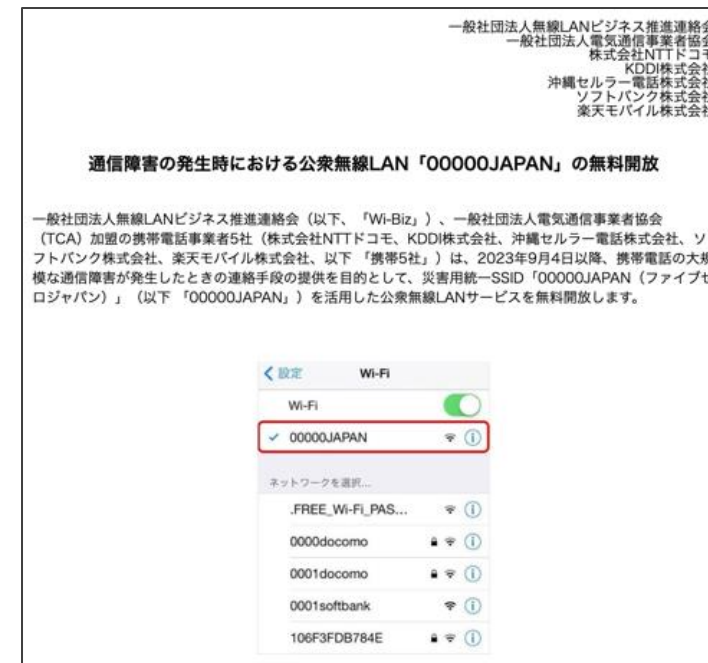 一般社団法人無線LANビジネス推進連絡会
一般社団法人電気通信事業者協会
株式会社NTTドコモ
KDDI株式会社
沖縄セルラー電話株式会社
ソフトバンク株式会社
楽天モバイル株式会社
通信障害の発生時における公衆無線LAN「00000JAPAN」の無料開放
一般社団法人無線LANビジネス推進連絡会（以下、「Wi-Biz」）、一般社団法人電気通信事業者協会
（TCA）加盟の携帯電話事業者5社（株式会社NTTドコモ、KDDI株式会社、沖縄セルラー電話株式会社、ソ
フトバンク株式会社、楽天モバイル株式会社、以下 「携帯5社」）は、2023年9月4日以降、携帯電話の大規
模な通信障害が発生したときの連絡手段の提供を目的として、災害用統一SSID「00000JAPAN（ファイブゼ
ロジャパン）」（以下 「00000JAPAN」）を活用した公衆無線LANサービスを無料開放します。
設定 Wi-Fi
Wi-Fi
00000JAPAN
ネットワークを選択...
.FREE_Wi-Fi_PAS...
0000docomo
0001docomo
0001softbank
106F3FDB784E